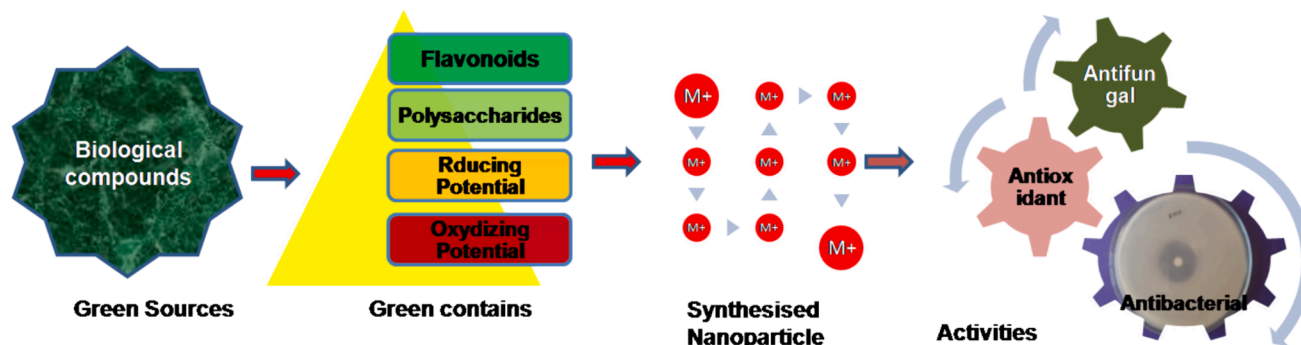 Biological
compounds
Green Sources
Flavonoids
Polysaccharides
Rducing
Potential
Oxydizing
Potential
Green contains
M+
M+
M+
M+
M+
M+
M+
M+
M+
Synthesised
Nanoparticle
Antifun
gal
Antiox
idant
Antibacterial
Activities